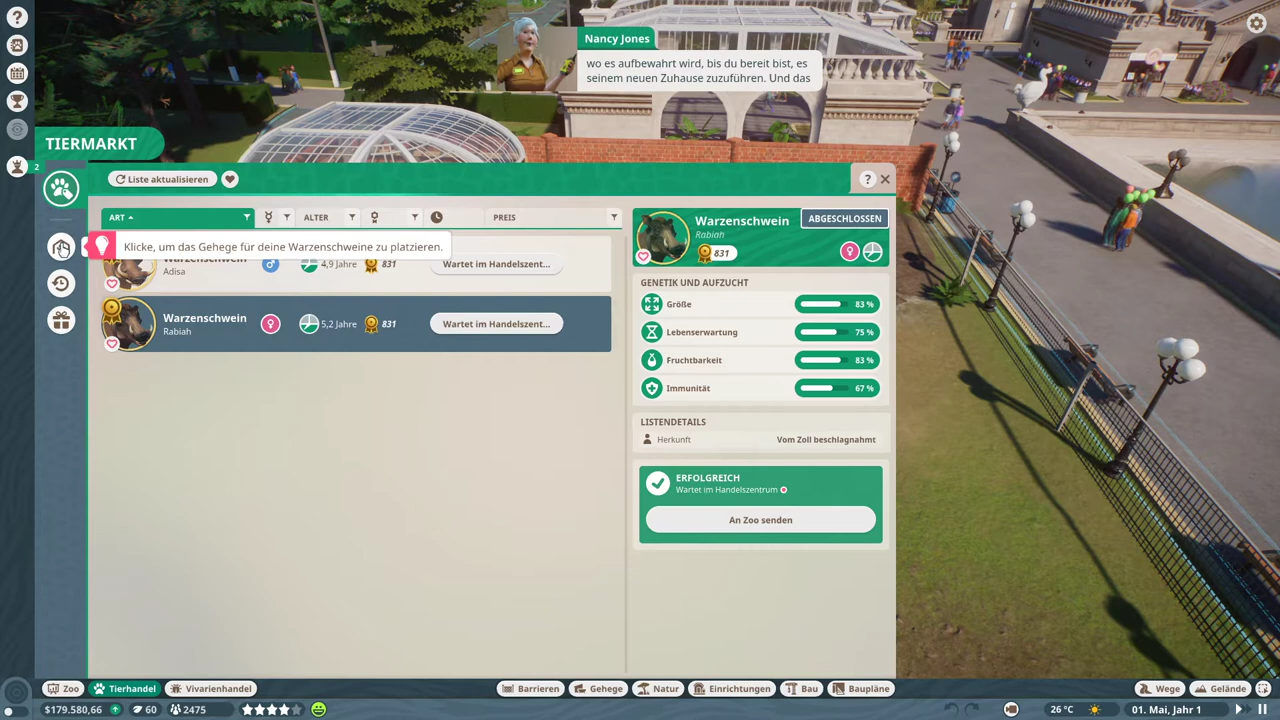 Nancy Jones
wo es aufbewahrt wird, bis du bereit bist, es
seinem neuen Zuhause zuzuführen. Und das
2
TIERMARKT
Liste aktualisieren
?
ART
ALTER
PREIS
Klicke, um das Gehege für deine Warzenschweine zu platzieren.
Warzenschwein
Adisa
4,9 Jahre
831
Wartet im Handelszent...
Warzenschwein
Rabiah
5,2 Jahre
831
Wartet im Handelszent...
Warzenschwein
ABGESCHLOSSEN
Rabiah
831
GENETIK UND AUFZUCHT
Größe
83 %
Lebenserwartung
75 %
Fruchtbarkeit
83 %
Immunität
67 %
LISTENDETAILS
Herkunft
Vom Zoll beschlagnahmt
ERFOLGREICH
Wartet im Handelszentrum
An Zoo senden
Zoo
Tierhandel
Vivarienhandel
Barrieren
Gehege
Natur
Einrichtungen
Bau
Baupläne
Wege
Gelände
$179.580,66
60
2475
26 °C
01. Mai, Jahr 1